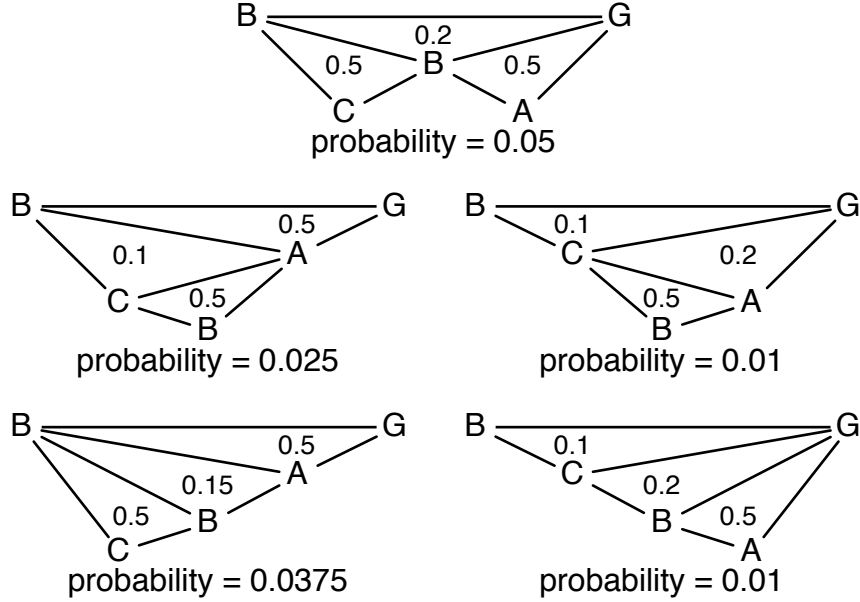 B G
0.2
0.5 B 0.5
C A
probability = 0.05
B G
0.5
A
0.1
C 0.5
B
probability = 0.025
B G
0.1
C 0.2
0.5 A
B
probability = 0.01
B G
0.5
A
0.15
0.5 B
C
probability = 0.0375
B G
0.1
C
0.2
B 0.5
A
probability = 0.01